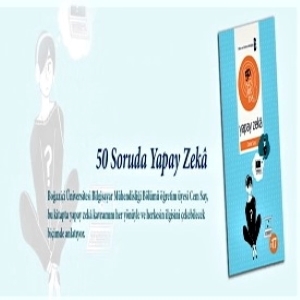 50 Soruda Yapay Zekâ
Boğaziçi Üniversitesi Bilgisayar Mühendisliği Bölümü öğretim üyesi Cem Say,
bu kitapta yapay zekâ kavramını her yönüyle ve herkesin ilgisini çekebilecek
biçimde anlatıyor.
50
yapay zekâ